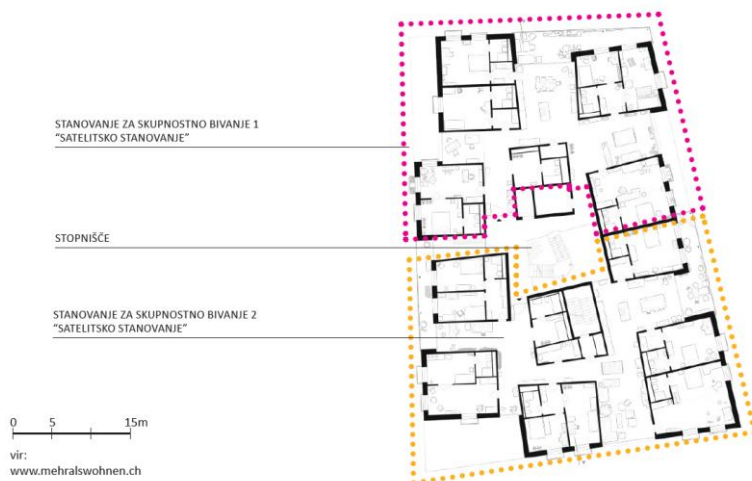 STANOVANJE ZA SKUPNOSTNO BIVANJE 1
“SATELITSKO STANOVANJE”
STOPNIŠČE
STANOVANJE ZA SKUPNOSTNO BIVANJE 2
“SATELITSKO STANOVANJE”
0 5 15m
vir:
www.mehralswohnen.ch